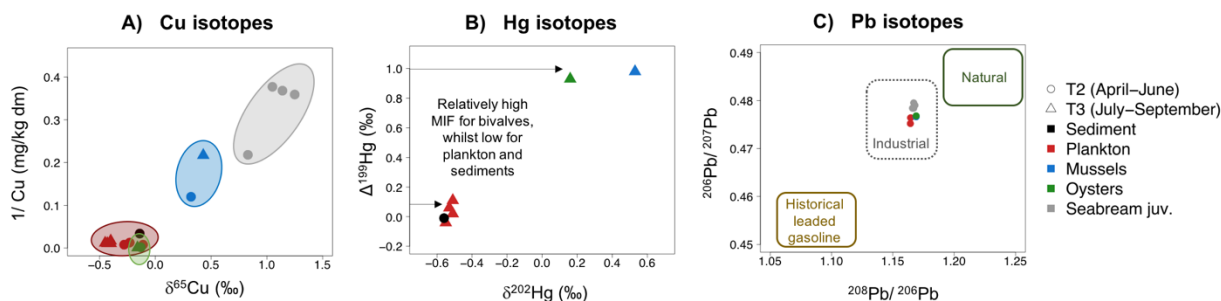 A) Cu isotopes
1/ Cu (mg/kg dm)
0.4
0.3
0.2
0.1
0.0
−0.5
0.0
0.5
1.0
1.5
δ⁶⁵Cu (‰)
B) Hg isotopes
Δ¹⁹⁹Hg (‰)
1.0
0.8
0.6
0.4
0.2
0.0
−0.2
Relatively high
MIF for bivalves,
whilst low for
plankton and
sediments
−0.6
−0.4
−0.2
0
0.2
0.4
0.6
δ²⁰²Hg (‰)
C) Pb isotopes
²⁰⁶Pb/ ²⁰⁷Pb
0.49
0.48
0.47
0.46
0.45
Natural
Industrial
Historical
leaded
gasoline
1.05
1.10
1.15
1.20
1.25
²⁰⁸Pb/ ²⁰⁶Pb
T2 (April–June)
T3 (July–September)
Sediment
Plankton
Mussels
Oysters
Seabream juv.